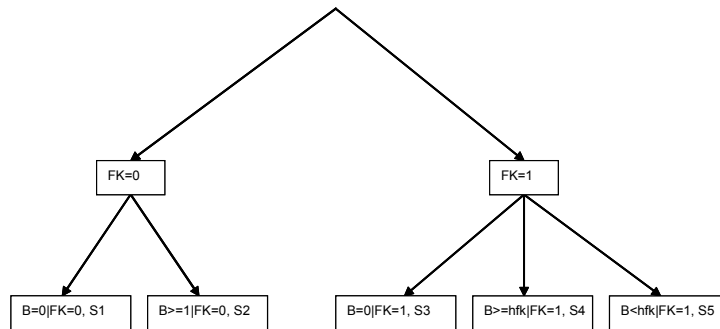 FK=0
FK=1
B=0|FK=0, S1
B>=1|FK=0, S2
B=0|FK=1, S3
B>=hfk|FK=1, S4
B<hfk|FK=1, S5